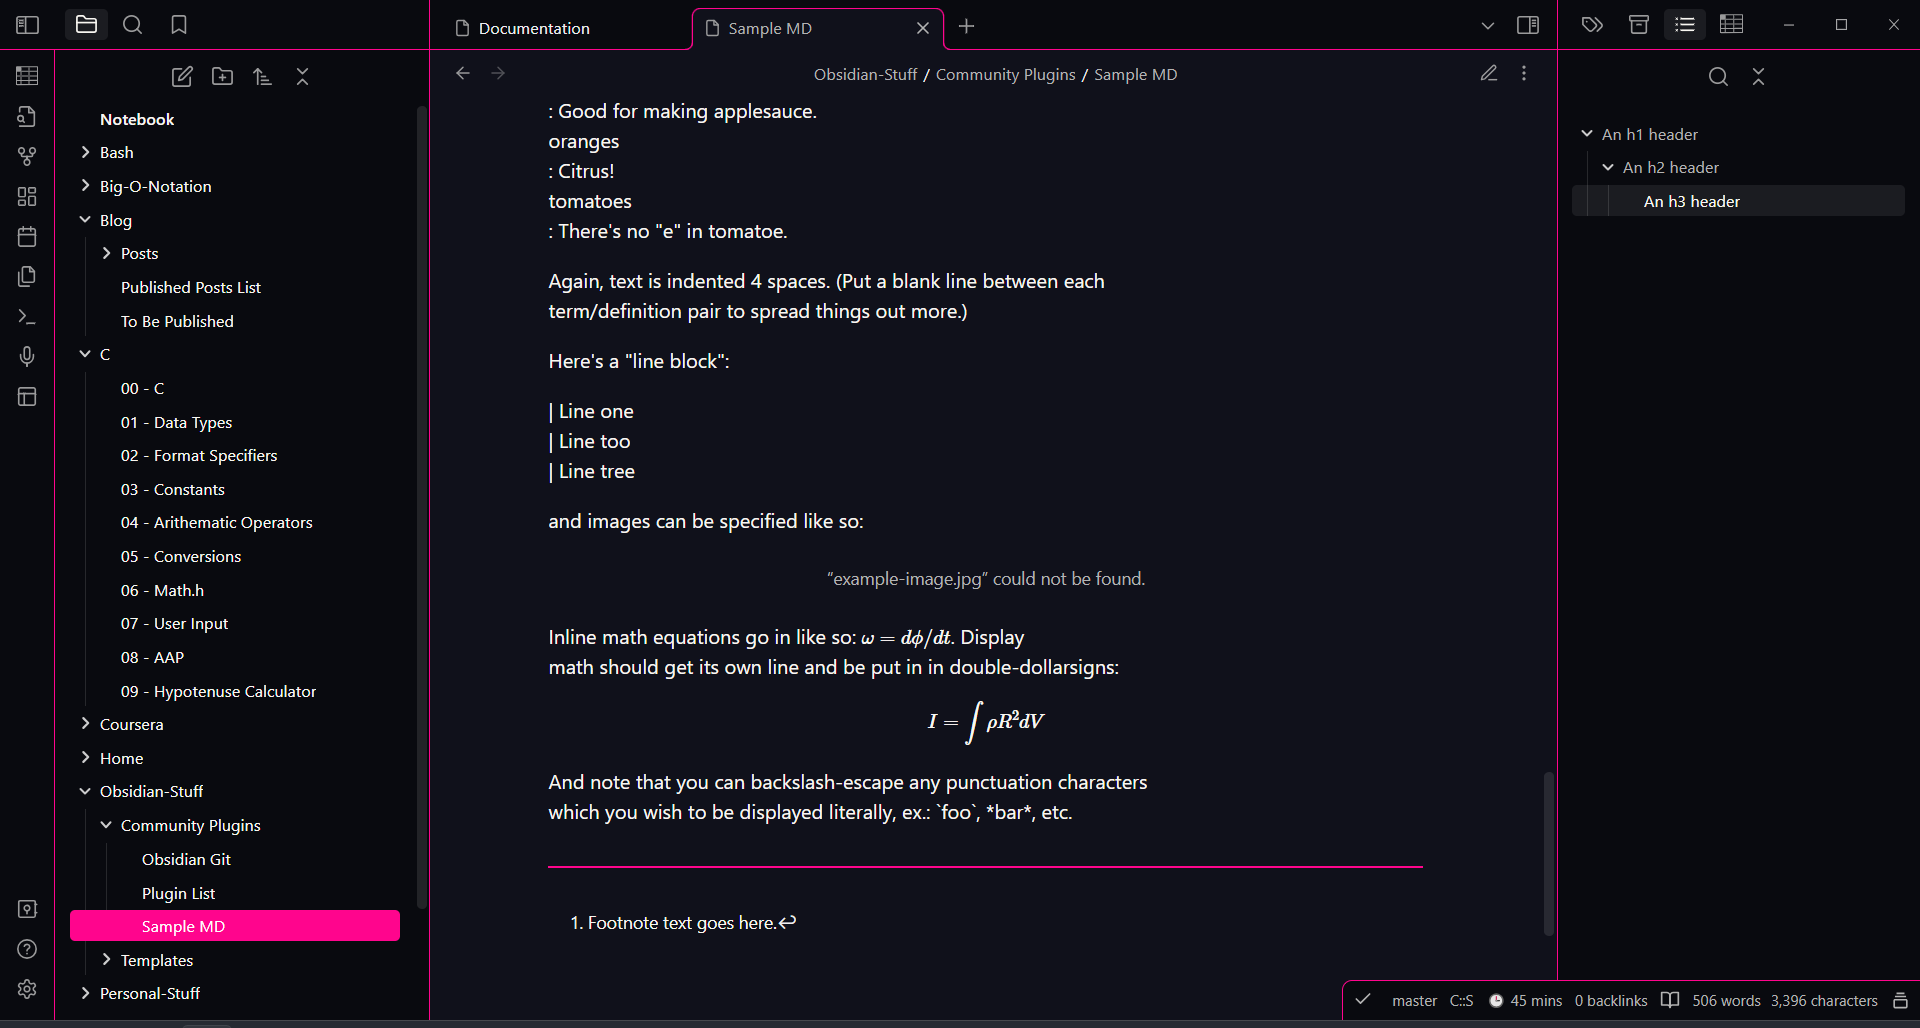 Documentation
Sample MD
Obsidian-Stuff / Community Plugins / Sample MD
Notebook
Bash
Big-O-Notation
Blog
Posts
Published Posts List
To Be Published
C
00 - C
01 - Data Types
02 - Format Specifiers
03 - Constants
04 - Arithematic Operators
05 - Conversions
06 - Math.h
07 - User Input
08 - AAP
09 - Hypotenuse Calculator
Coursera
Home
Obsidian-Stuff
Community Plugins
Obsidian Git
Plugin List
Sample MD
Templates
Personal-Stuff
: Good for making applesauce.
oranges
: Citrus!
tomatoes
: There's no "e" in tomatoe.
Again, text is indented 4 spaces. (Put a blank line between each
term/definition pair to spread things out more.)
Here's a "line block":
| Line one
| Line too
| Line tree
and images can be specified like so:
"example-image.jpg" could not be found.
Inline math equations go in like so: ω = dϕ/dt. Display
math should get its own line and be put in in double-dollarsigns:
I = ∫ ρR²dV
And note that you can backslash-escape any punctuation characters
which you wish to be displayed literally, ex.: `foo`, *bar*, etc.
1. Footnote text goes here.↩
An h1 header
An h2 header
An h3 header
master C::S 45 mins 0 backlinks 506 words 3,396 characters